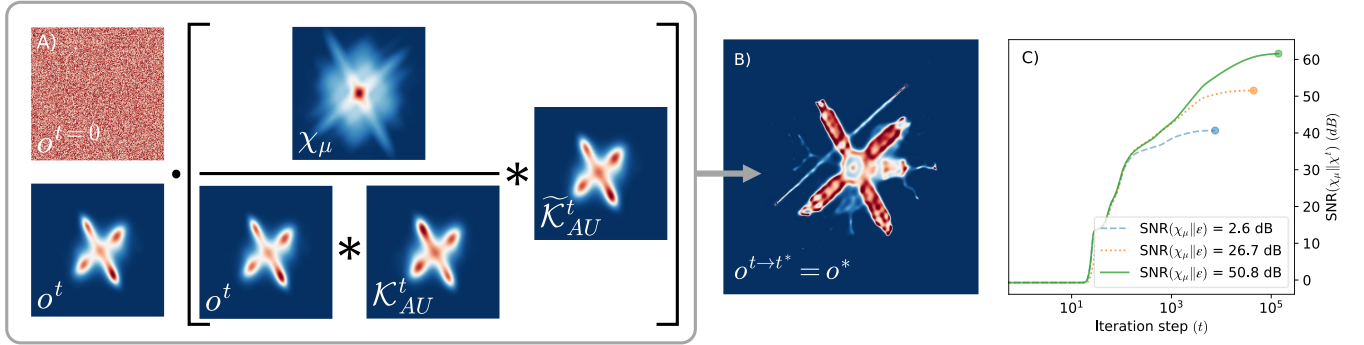 A)
o^{t=0}
χ_μ
·
*
\widetilde{K}^t_{AU}
o^t
o^t
*
K^t_{AU}
B)
o^{t→t*} = o*
C)
60
50
40
30
20
10
0
SNR(χ_μ‖χ^t) (dB)
SNR(χ_μ‖ε) = 2.6 dB
SNR(χ_μ‖ε) = 26.7 dB
SNR(χ_μ‖ε) = 50.8 dB
10^1
10^3
10^5
Iteration step (t)